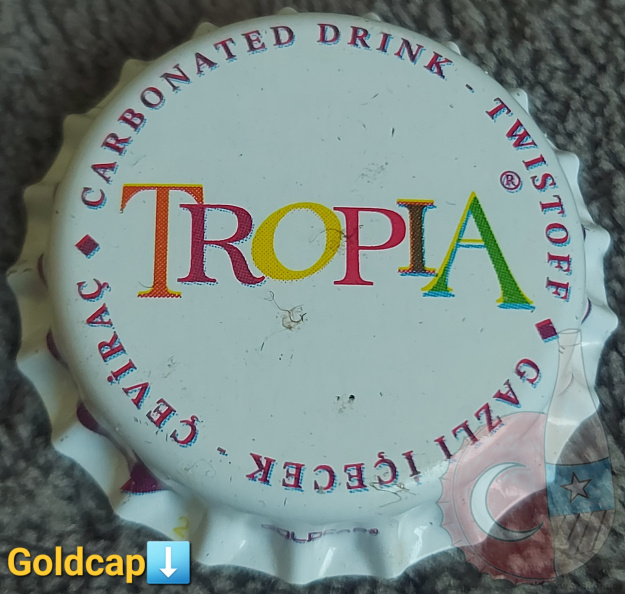 CARBONATED DRINK - TWISTOFF
TROPIA®
GAZLI İÇECEK - ÇEVİRAÇ
Goldcap⬇️